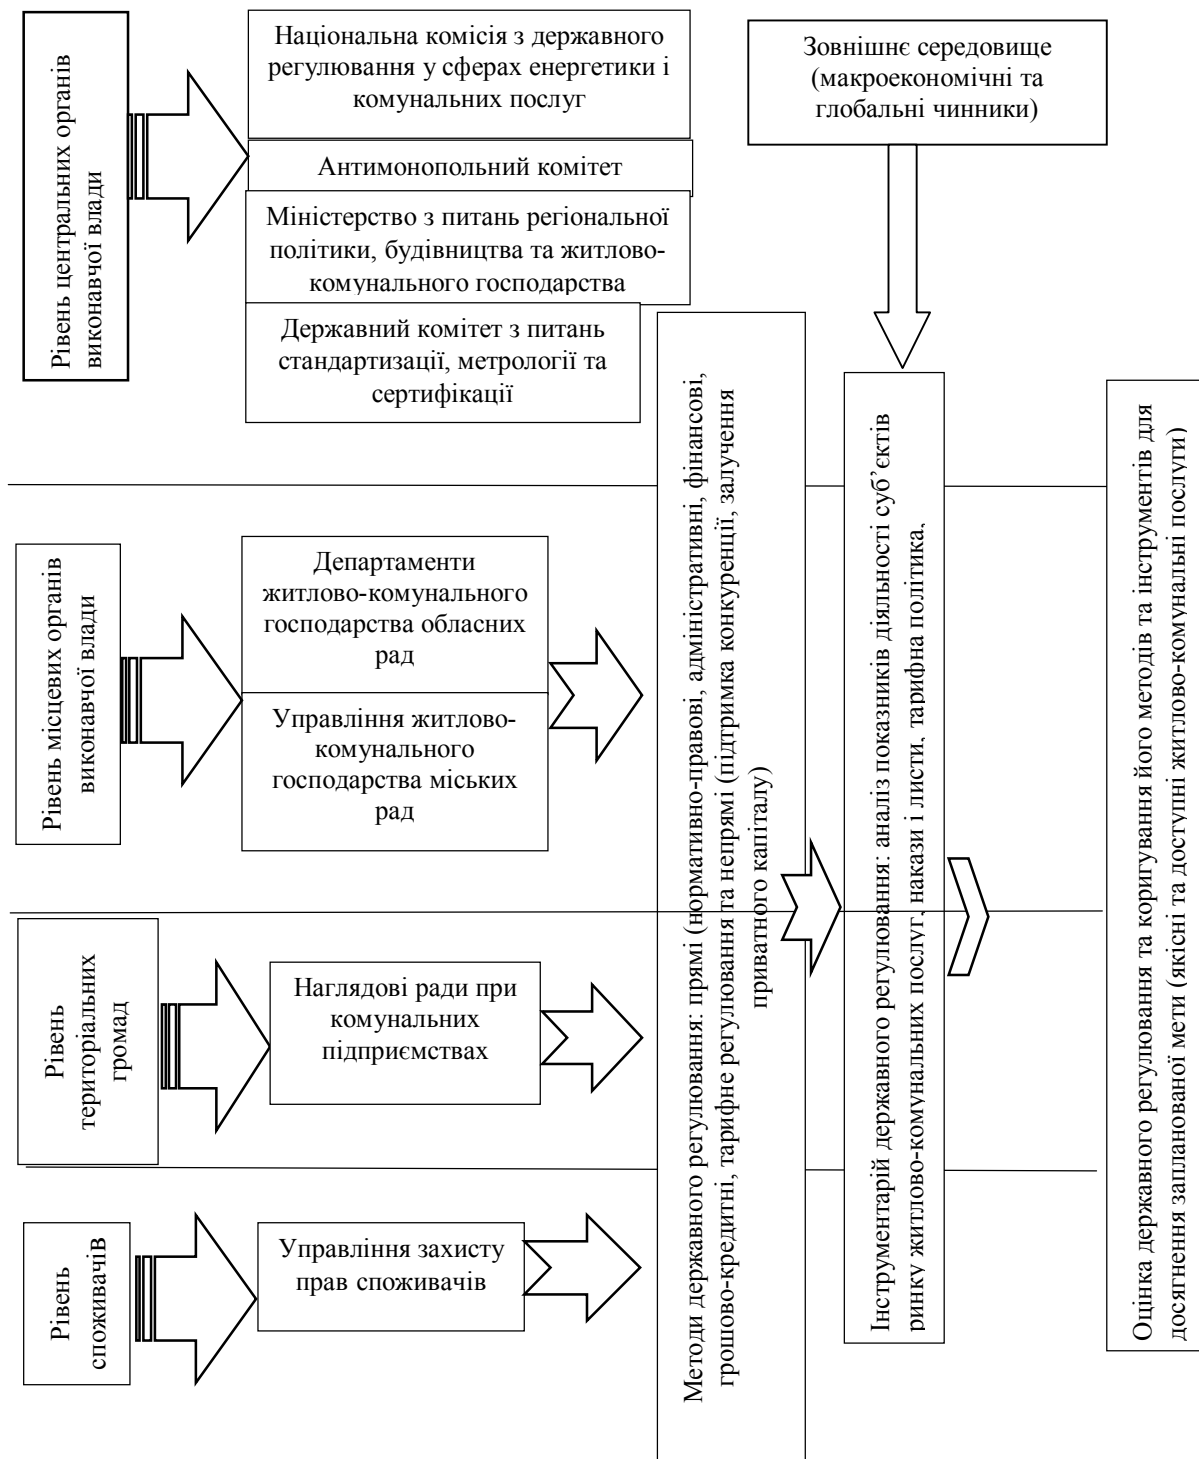 Рівень центральних органів
виконавчої влади
Національна комісія з державного
регулювання у сферах енергетики і
комунальних послуг
Антимонопольний комітет
Міністерство з питань регіональної
політики, будівництва та житлово-
комунального господарства
Державний комітет з питань
стандартизації, метрології та
сертифікації
Зовнішнє середовище
(макроекономічні та
глобальні чинники)
Рівень місцевих органів
виконавчої влади
Департаменти
житлово-комунального
господарства обласних
рад
Управління житлово-
комунального
господарства міських
рад
Рівень
територіальних
громад
Наглядові ради при
комунальних
підприємствах
Рівень
споживачів
Управління захисту
прав споживачів
Методи державного регулювання: прямі (нормативно-правові, адміністративні, фінансові,
грошово-кредитні, тарифне регулювання та непрямі (підтримка конкуренції, залучення
приватного капіталу)
Інструментарій державного регулювання: аналіз показників діяльності суб’єктів
ринку житлово-комунальних послуг, накази і листи, тарифна політика.
Оцінка державного регулювання та коригування його методів та інструментів для
досягнення запланованої мети (якісні та доступні житлово-комунальні послуги)